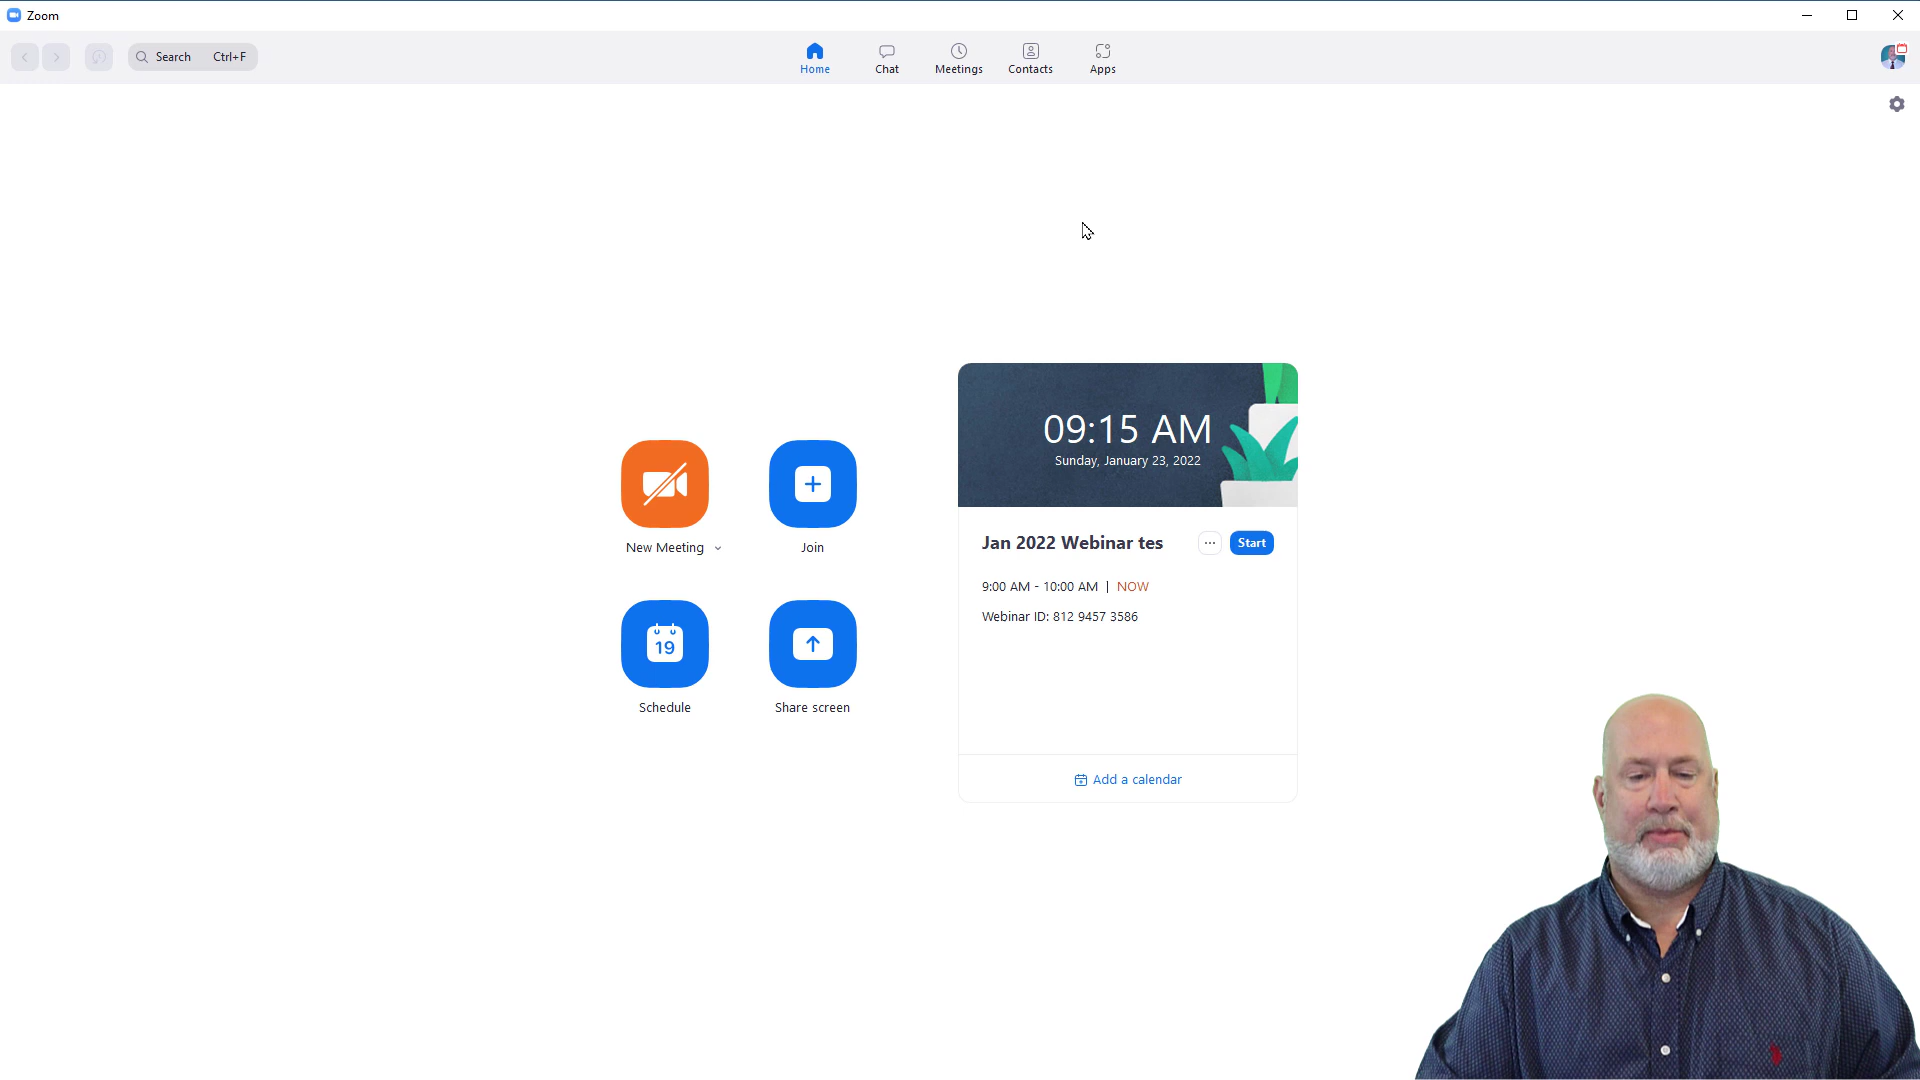 Zoom
Search Ctrl+F
Home
Chat
Meetings
Contacts
Apps
09:15 AM
Sunday, January 23, 2022
New Meeting
Join
Jan 2022 Webinar tes
Start
9:00 AM - 10:00 AM | NOW
Webinar ID: 812 9457 3586
19
Schedule
Share screen
Add a calendar